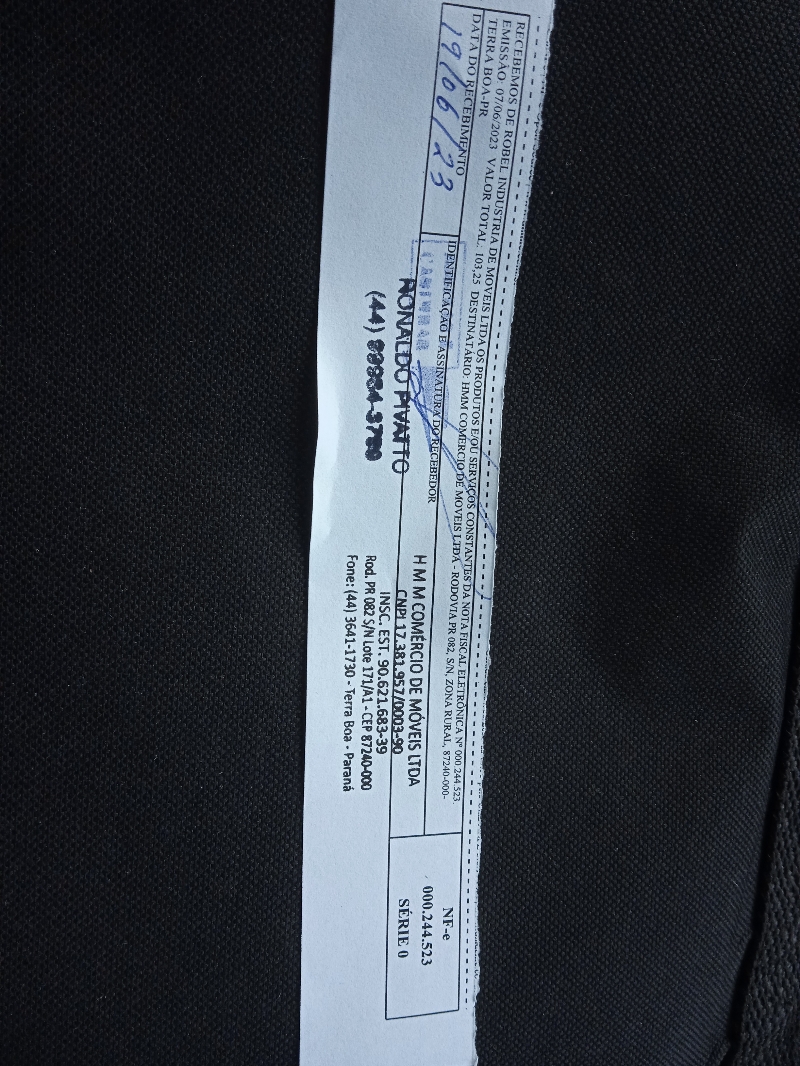 RECEBEMOS DE ROBEL INDUSTRIA DE MOVEIS LTDA OS PRODUTOS E/OU SERVIÇOS CONSTANTES DA NOTA FISCAL ELETRÔNICA Nº 000.244.523.
EMISSÃO: 07/06/2023 VALOR TOTAL: 103,25 DESTINATÁRIO: HMM COMERCIO DE MOVEIS LTDA - RODOVIA PR 082, S/N, ZONA RURAL, 87240-000-
TERRA BOA-PR
DATA DO RECEBIMENTO
19/06/23
IDENTIFICAÇÃO E ASSINATURA DO RECEBEDOR
RONALDO PIVATTO
(44)
H M M COMÉRCIO DE MÓVEIS LTDA
CNPJ 17.381.957/0003-90
INSC. EST. 90.621.683-39
Rod. PR 082 S/N Lote 171/A1 - CEP 87240-000
Fone: (44) 3641-1730 - Terra Boa - Paraná
NF-e
000.244.523
SÉRIE 0